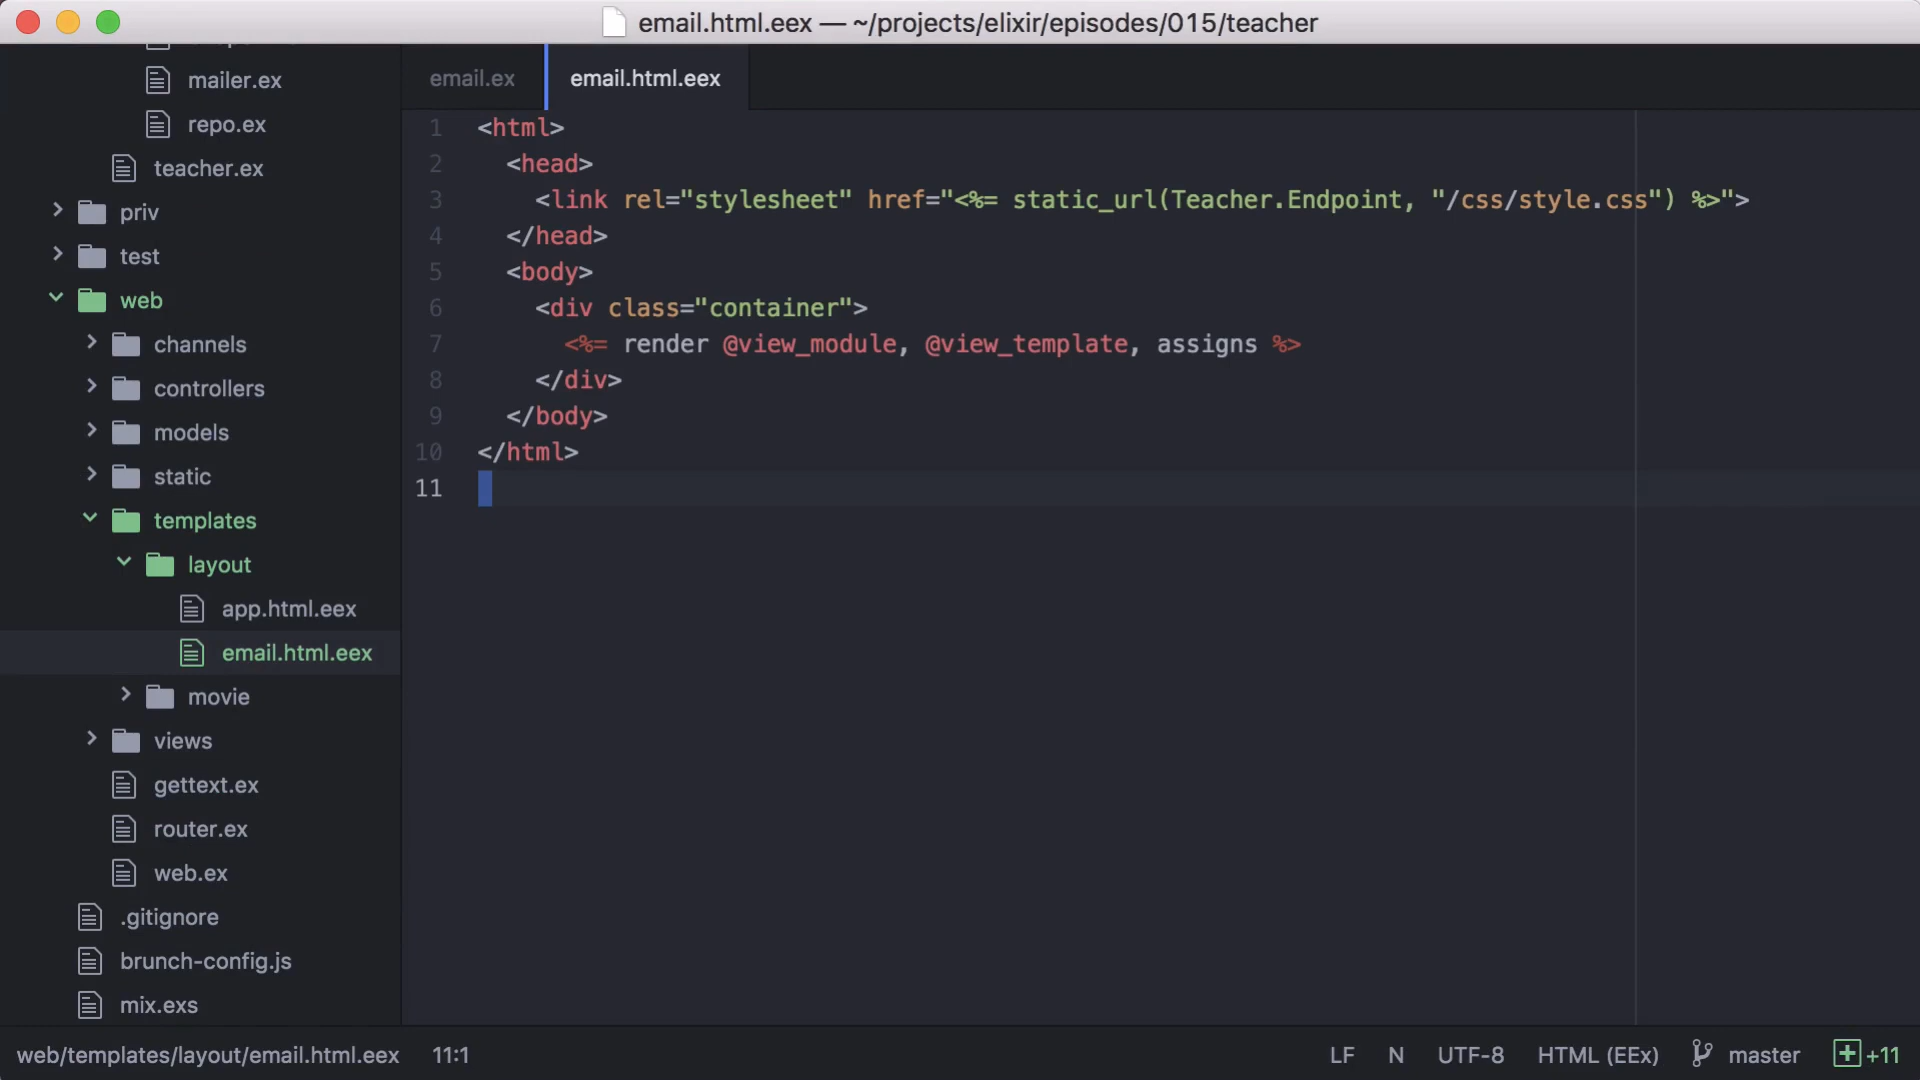 email.html.eex — ~/projects/elixir/episodes/015/teacher
mailer.ex
repo.ex
teacher.ex
priv
test
web
channels
controllers
models
static
templates
layout
app.html.eex
email.html.eex
movie
views
gettext.ex
router.ex
web.ex
.gitignore
brunch-config.js
mix.exs
email.ex
email.html.eex
1 <html>
2 <head>
3 <link rel="stylesheet" href="<%= static_url(Teacher.Endpoint, "/css/style.css") %>">
4 </head>
5 <body>
6 <div class="container">
7 <%= render @view_module, @view_template, assigns %>
8 </div>
9 </body>
10 </html>
11
web/templates/layout/email.html.eex 11:1
LF N UTF-8 HTML (EEx) master +11